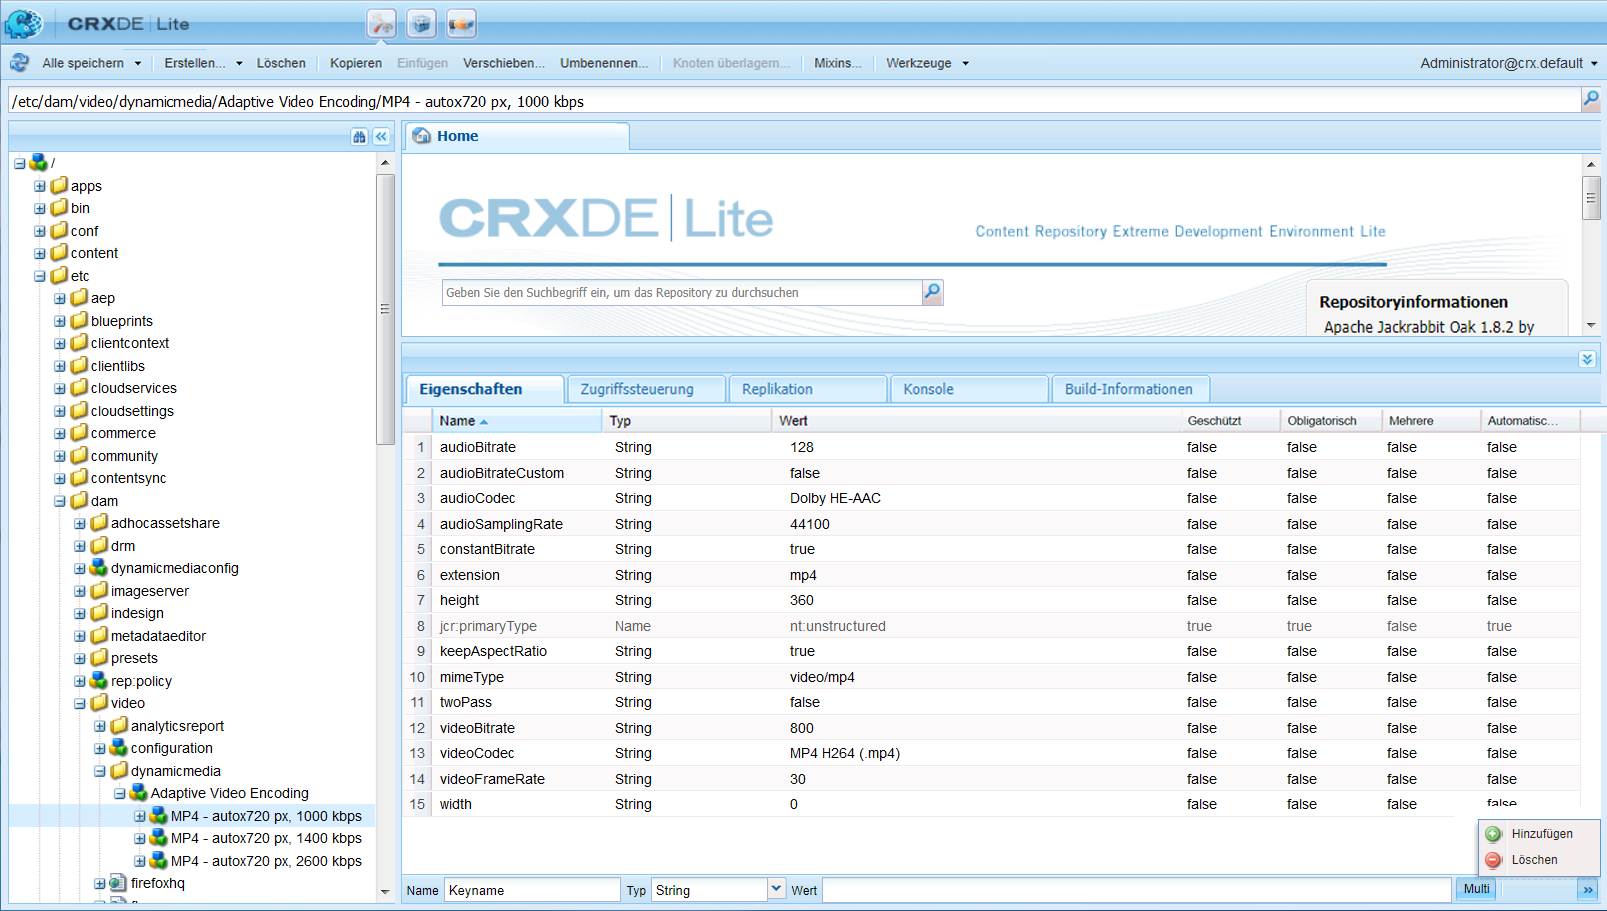 CRXDE | Lite
Alle speichern Erstellen... Löschen Kopieren Einfügen Verschieben... Umbenennen... Knoten überlagern... Mixins... Werkzeuge Administrator@crx.default
/etc/dam/video/dynamicmedia/Adaptive Video Encoding/MP4 - autox720 px, 1000 kbps
/
apps
bin
conf
content
etc
aep
blueprints
clientcontext
clientlibs
cloudservices
cloudsettings
commerce
community
contentsync
dam
adhocassetshare
drm
dynamicmediaconfig
imageserver
indesign
metadataeditor
presets
rep:policy
video
analyticsreport
configuration
dynamicmedia
Adaptive Video Encoding
MP4 - autox720 px, 1000 kbps
MP4 - autox720 px, 1400 kbps
MP4 - autox720 px, 2600 kbps
firefoxhq
Home
CRXDE | Lite
Content Repository Extreme Development Environment Lite
Geben Sie den Suchbegriff ein, um das Repository zu durchsuchen
Repositoryinformationen
Apache Jackrabbit Oak 1.8.2 by
Eigenschaften Zugriffssteuerung Replikation Konsole Build-Informationen
Name Typ Wert Geschützt Obligatorisch Mehrere Automatisc...
1 audioBitrate String 128 false false false false
2 audioBitrateCustom String false false false false false
3 audioCodec String Dolby HE-AAC false false false false
4 audioSamplingRate String 44100 false false false false
5 constantBitrate String true false false false false
6 extension String mp4 false false false false
7 height String 360 false false false false
8 jcr:primaryType Name nt:unstructured true true false true
9 keepAspectRatio String true false false false false
10 mimeType String video/mp4 false false false false
11 twoPass String false false false false false
12 videoBitrate String 800 false false false false
13 videoCodec String MP4 H264 (.mp4) false false false false
14 videoFrameRate String 30 false false false false
15 width String 0 false false false false
Hinzufügen
Löschen
Name Keyname Typ String Wert Multi